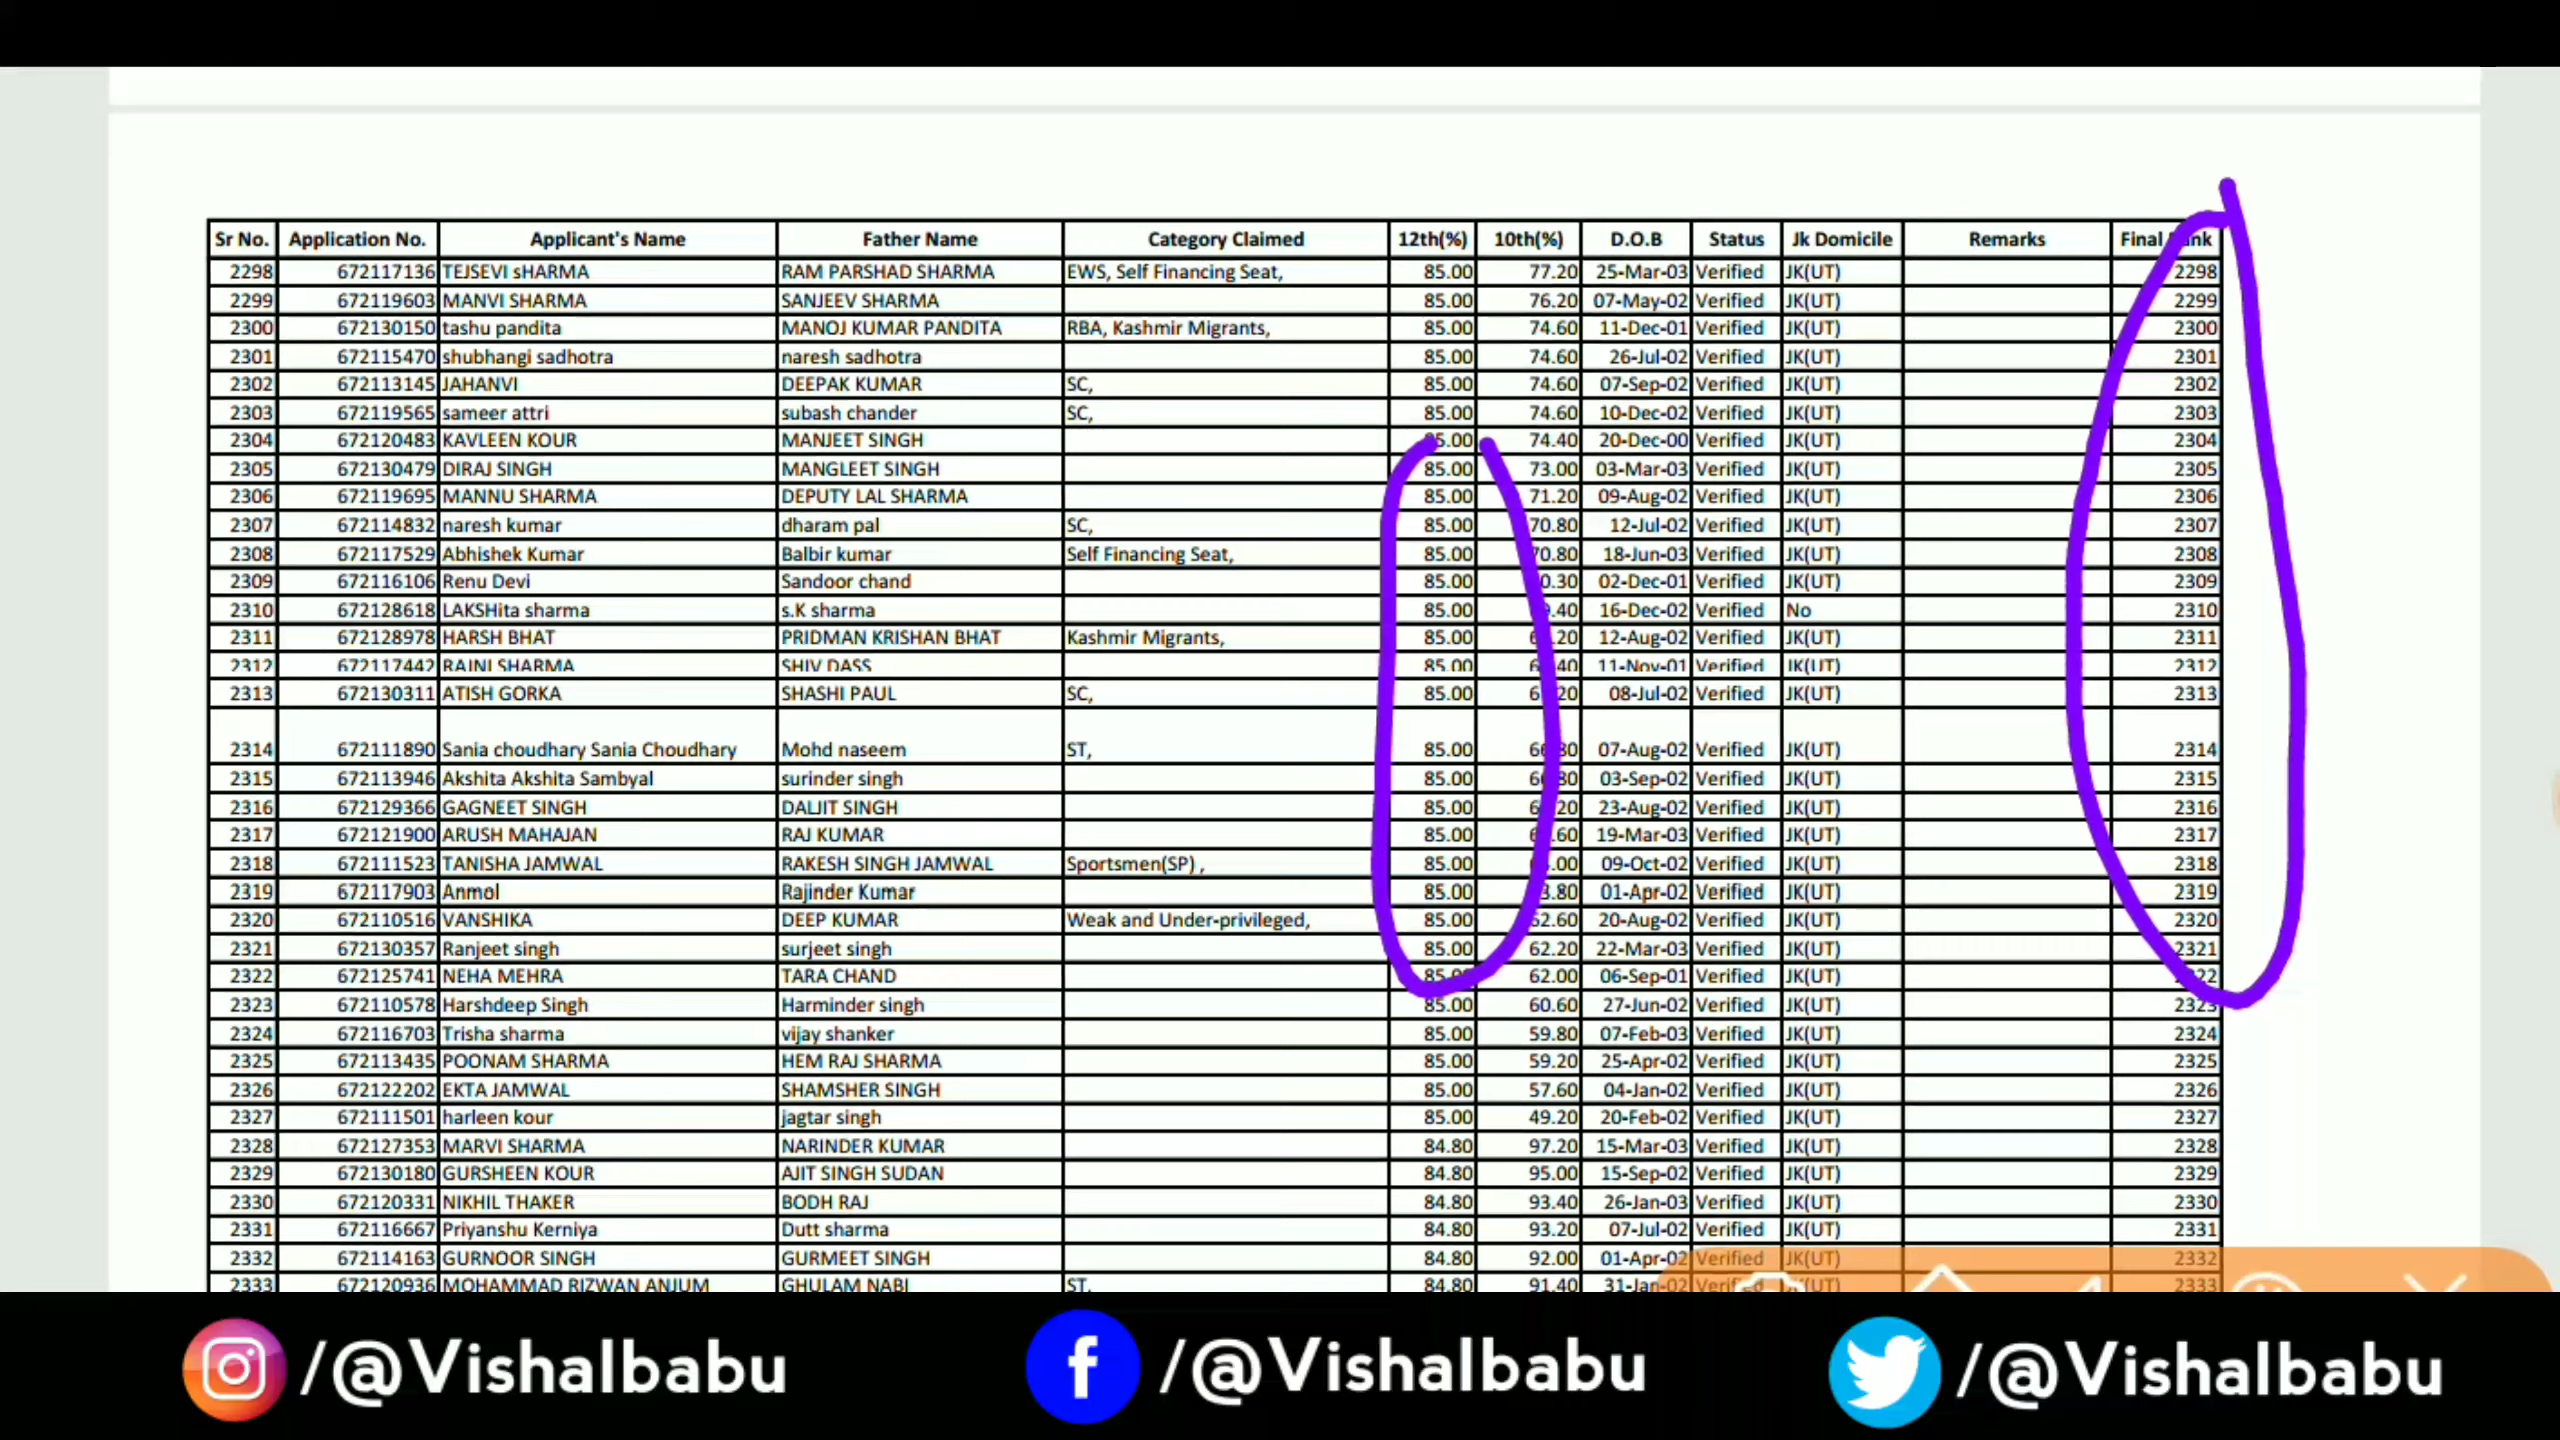 Sr No. Application No. Applicant's Name Father Name Category Claimed 12th(%) 10th(%) D.O.B Status Jk Domicile Remarks Final
2298 672117136 TEJSEVI sHARMA RAM PARSHAD SHARMA EWS, Self Financing Seat, 85.00 77.20 25-Mar-03 Verified JK(UT) 2298
2299 672119603 MANVI SHARMA SANJEEV SHARMA 85.00 76.20 07-May-02 Verified JK(UT) 2299
2300 672130150 tashu pandita MANOJ KUMAR PANDITA RBA, Kashmir Migrants, 85.00 74.60 11-Dec-01 Verified JK(UT) 2300
2301 672115470 shubhangi sadhotra naresh sadhotra 85.00 74.60 26-Jul-02 Verified JK(UT) 2301
2302 672113145 JAHANVI DEEPAK KUMAR SC, 85.00 74.60 07-Sep-02 Verified JK(UT) 2302
2303 672119565 sameer attri subash chander SC, 85.00 74.60 10-Dec-02 Verified JK(UT) 2303
2304 672120483 KAVLEEN KOUR MANJEET SINGH 74.40 20-Dec-00 Verified JK(UT) 2304
2305 672130479 DIRAJ SINGH MANGLEET SINGH 85.00 73.00 03-Mar-03 Verified JK(UT) 2305
2306 672119695 MANNU SHARMA DEPUTY LAL SHARMA 85.00 71.20 09-Aug-02 Verified JK(UT) 2306
2307 672114832 naresh kumar dharam pal SC, 85.00 70.80 12-Jul-02 Verified JK(UT) 2307
2308 672117529 Abhishek Kumar Balbir kumar Self Financing Seat, 85.00 70.80 18-Jun-03 Verified JK(UT) 2308
2309 672116106 Renu Devi Sandoor chand 85.00 02-Dec-01 Verified JK(UT) 2309
2310 672128618 LAKSHita sharma s.K sharma 85.00 16-Dec-02 Verified No 2310
2311 672128978 HARSH BHAT PRIDMAN KRISHAN BHAT Kashmir Migrants, 85.00 12-Aug-02 Verified JK(UT) 2311
2312 672117442 RAJNI SHARMA SHIV DASS 85.00 11-Nov-01 Verified JK(UT) 2312
2313 672130311 ATISH GORKA SHASHI PAUL SC, 85.00 08-Jul-02 Verified JK(UT) 2313
2314 672111890 Sania choudhary Sania Choudhary Mohd naseem ST, 85.00 07-Aug-02 Verified JK(UT) 2314
2315 672113946 Akshita Akshita Sambyal surinder singh 85.00 03-Sep-02 Verified JK(UT) 2315
2316 672129366 GAGNEET SINGH DALJIT SINGH 85.00 23-Aug-02 Verified JK(UT) 2316
2317 672121900 ARUSH MAHAJAN RAJ KUMAR 85.00 19-Mar-03 Verified JK(UT) 2317
2318 672111523 TANISHA JAMWAL RAKESH SINGH JAMWAL Sportsmen(SP) , 85.00 09-Oct-02 Verified JK(UT) 2318
2319 672117903 Anmol Rajinder Kumar 85.00 01-Apr-02 Verified JK(UT) 2319
2320 672110516 VANSHIKA DEEP KUMAR Weak and Under-privileged, 85.00 62.60 20-Aug-02 Verified JK(UT) 2320
2321 672130357 Ranjeet singh surjeet singh 85.00 62.20 22-Mar-03 Verified JK(UT) 2321
2322 672125741 NEHA MEHRA TARA CHAND 85.00 62.00 06-Sep-01 Verified JK(UT)
2323 672110578 Harshdeep Singh Harminder singh 85.00 60.60 27-Jun-02 Verified JK(UT) 2323
2324 672116703 Trisha sharma vijay shanker 85.00 59.80 07-Feb-03 Verified JK(UT) 2324
2325 672113435 POONAM SHARMA HEM RAJ SHARMA 85.00 59.20 25-Apr-02 Verified JK(UT) 2325
2326 672122202 EKTA JAMWAL SHAMSHER SINGH 85.00 57.60 04-Jan-02 Verified JK(UT) 2326
2327 672111501 harleen kour jagtar singh 85.00 49.20 20-Feb-02 Verified JK(UT) 2327
2328 672127353 MARVI SHARMA NARINDER KUMAR 84.80 97.20 15-Mar-03 Verified JK(UT) 2328
2329 672130180 GURSHEEN KOUR AJIT SINGH SUDAN 84.80 95.00 15-Sep-02 Verified JK(UT) 2329
2330 672120331 NIKHIL THAKER BODH RAJ 84.80 93.40 26-Jan-03 Verified JK(UT) 2330
2331 672116667 Priyanshu Kerniya Dutt sharma 84.80 93.20 07-Jul-02 Verified JK(UT) 2331
2332 672114163 GURNOOR SINGH GURMEET SINGH 84.80 92.00 01-Apr-02 Verified JK(UT) 2332
2333 672120936 MOHAMMAD RIZWAN ANJUM GHULAM NABI ST, 84.80 91.40 31-Jan-02 Verified 2333
/@Vishalbabu /@Vishalbabu /@Vishalbabu